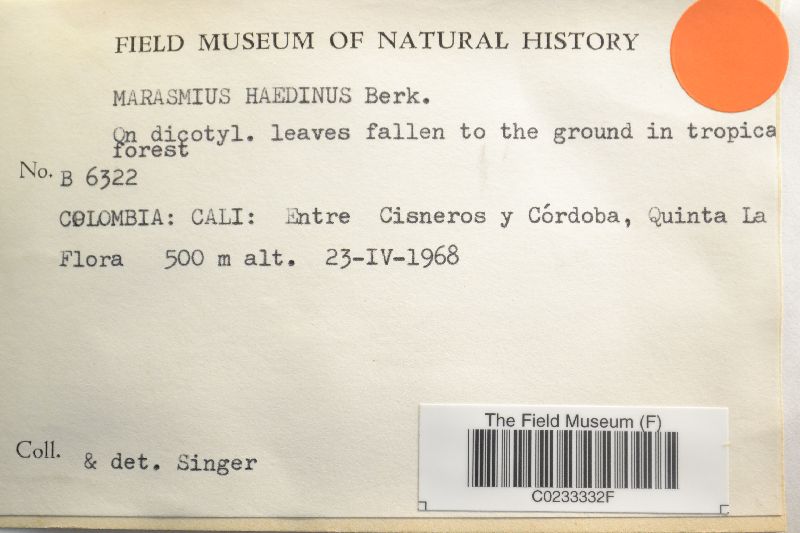 FIELD MUSEUM OF NATURAL HISTORY
MARASMIUS HAEDINUS Berk.
On dicotyl. leaves fallen to the ground in tropica
forest
No. B 6322
COLOMBIA: CALI: Entre Cisneros y Córdoba, Quinta La
Flora 500 m alt. 23-IV-1968
The Field Museum (F)
C0233332F
Coll. & det. Singer